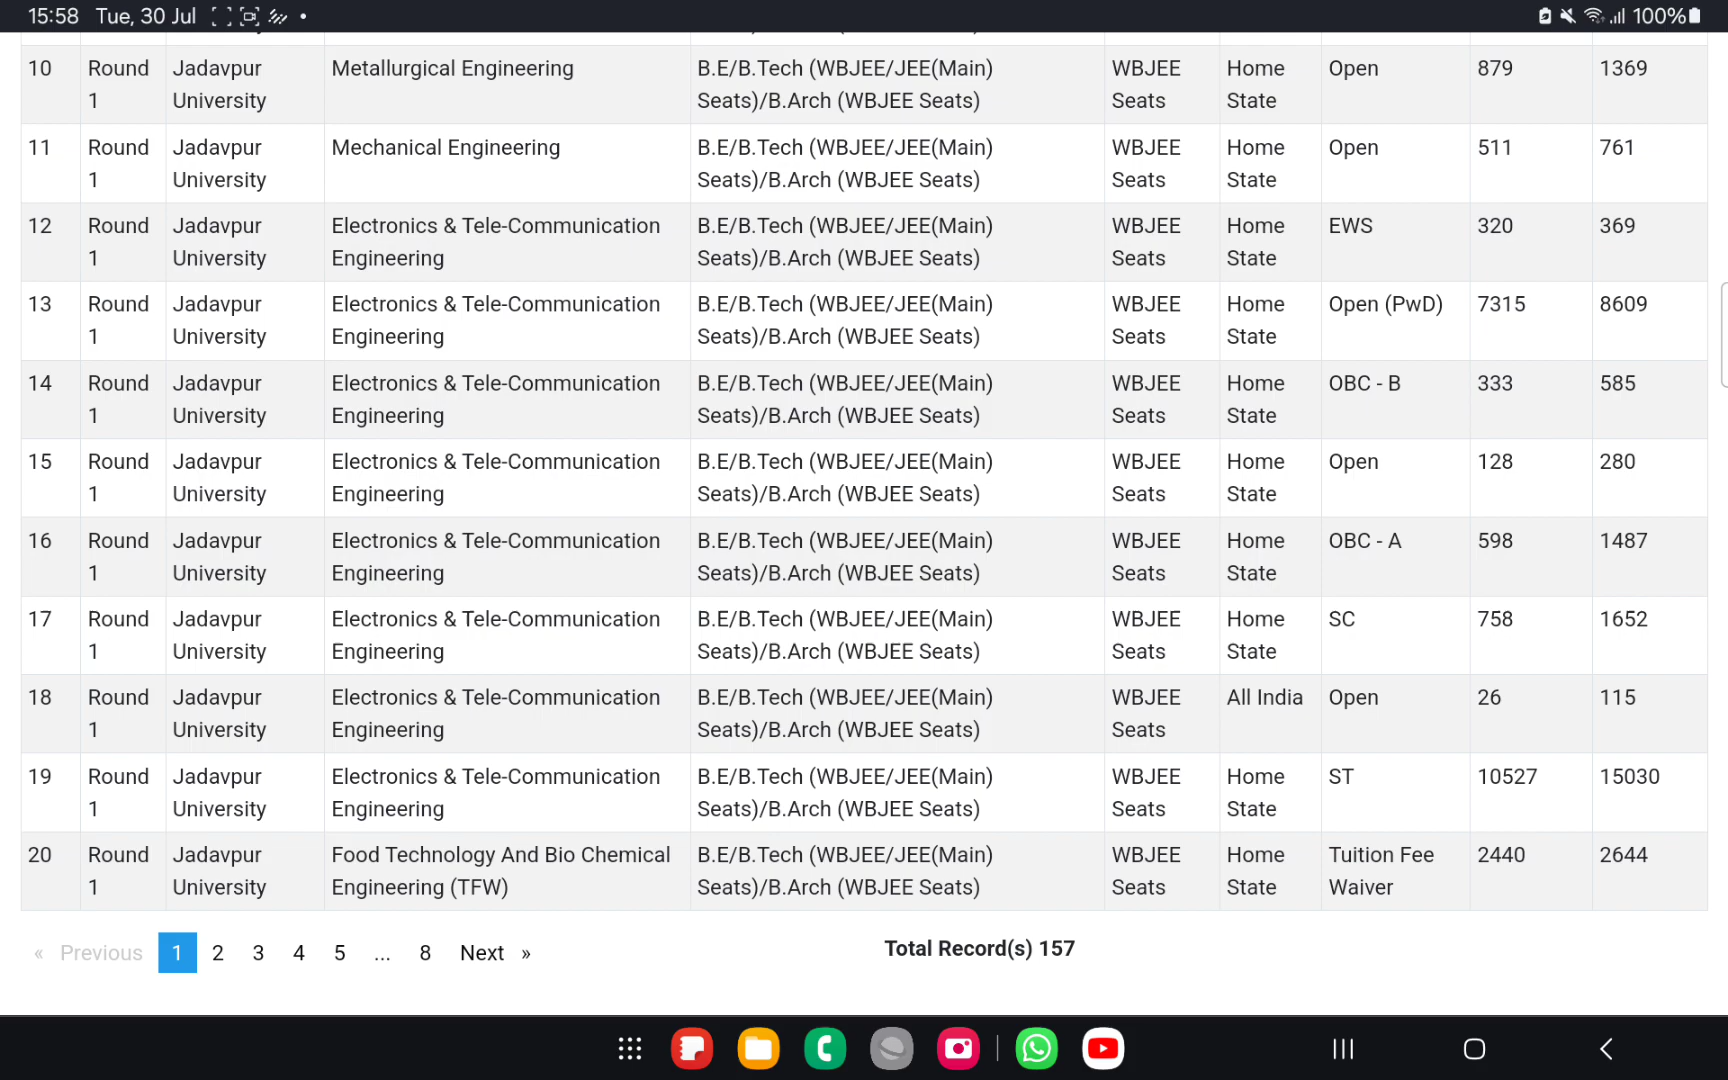 15:58 Tue, 30 Jul 100%
10 Round Jadavpur Metallurgical Engineering B.E/B.Tech (WBJEE/JEE(Main) WBJEE Home Open 879 1369
1 University Seats)/B.Arch (WBJEE Seats) Seats State
11 Round Jadavpur Mechanical Engineering B.E/B.Tech (WBJEE/JEE(Main) WBJEE Home Open 511 761
1 University Seats)/B.Arch (WBJEE Seats) Seats State
12 Round Jadavpur Electronics & Tele-Communication B.E/B.Tech (WBJEE/JEE(Main) WBJEE Home EWS 320 369
1 University Engineering Seats)/B.Arch (WBJEE Seats) Seats State
13 Round Jadavpur Electronics & Tele-Communication B.E/B.Tech (WBJEE/JEE(Main) WBJEE Home Open (PwD) 7315 8609
1 University Engineering Seats)/B.Arch (WBJEE Seats) Seats State
14 Round Jadavpur Electronics & Tele-Communication B.E/B.Tech (WBJEE/JEE(Main) WBJEE Home OBC - B 333 585
1 University Engineering Seats)/B.Arch (WBJEE Seats) Seats State
15 Round Jadavpur Electronics & Tele-Communication B.E/B.Tech (WBJEE/JEE(Main) WBJEE Home Open 128 280
1 University Engineering Seats)/B.Arch (WBJEE Seats) Seats State
16 Round Jadavpur Electronics & Tele-Communication B.E/B.Tech (WBJEE/JEE(Main) WBJEE Home OBC - A 598 1487
1 University Engineering Seats)/B.Arch (WBJEE Seats) Seats State
17 Round Jadavpur Electronics & Tele-Communication B.E/B.Tech (WBJEE/JEE(Main) WBJEE Home SC 758 1652
1 University Engineering Seats)/B.Arch (WBJEE Seats) Seats State
18 Round Jadavpur Electronics & Tele-Communication B.E/B.Tech (WBJEE/JEE(Main) WBJEE All India Open 26 115
1 University Engineering Seats)/B.Arch (WBJEE Seats) Seats
19 Round Jadavpur Electronics & Tele-Communication B.E/B.Tech (WBJEE/JEE(Main) WBJEE Home ST 10527 15030
1 University Engineering Seats)/B.Arch (WBJEE Seats) Seats State
20 Round Jadavpur Food Technology And Bio Chemical B.E/B.Tech (WBJEE/JEE(Main) WBJEE Home Tuition Fee 2440 2644
1 University Engineering (TFW) Seats)/B.Arch (WBJEE Seats) Seats State Waiver
« Previous 1 2 3 4 5 ... 8 Next » Total Record(s) 157